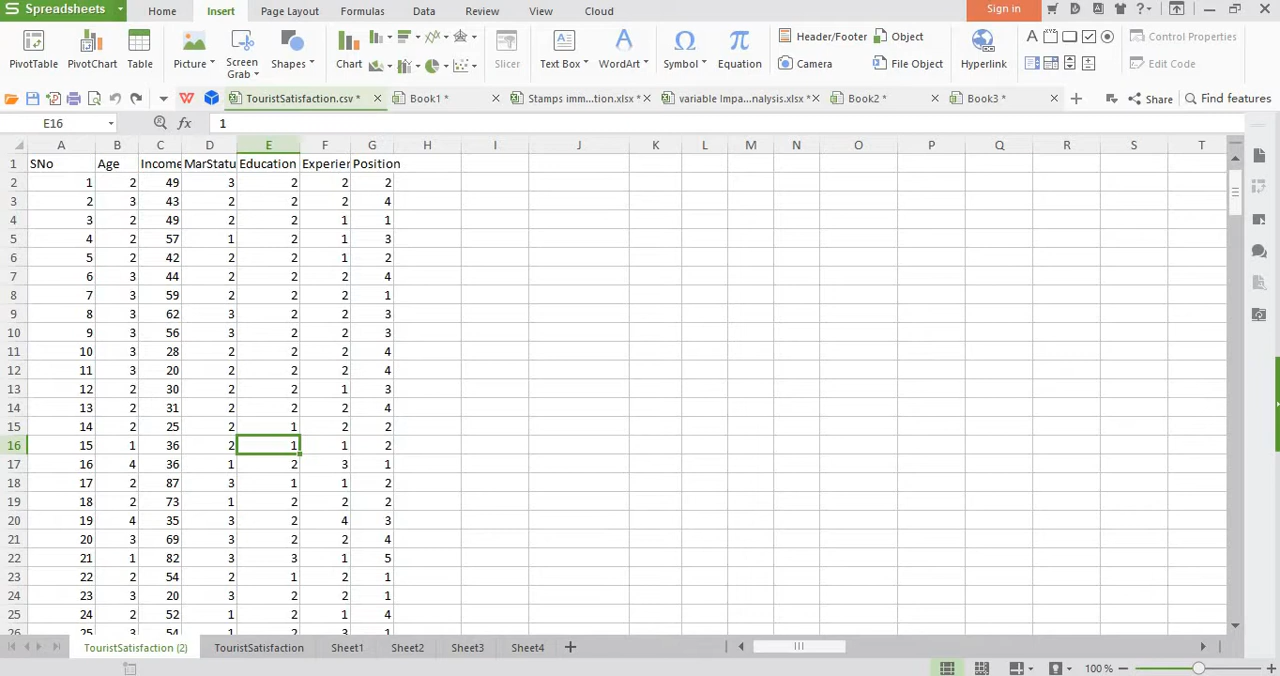 Spreadsheets Home Insert Page Layout Formulas Data Review View Cloud Sign in
PivotTable PivotChart Table Picture Screen Grab Shapes Chart Slicer Text Box WordArt Symbol Equation Header/Footer Object Camera File Object Hyperlink Control Properties Edit Code
TouristSatisfaction.csv * Book1 * Stamps imm...tion.xlsx * variable Impa...nalysis.xlsx * Book2 * Book3 * Share Find features
E16 fx 1
A B C D E F G H I J K L M N O P Q R S T
1 SNo Age Income MarStatu Education Experier Position
2 1 2 49 3 2 2 2
3 2 3 43 2 2 2 4
4 3 2 49 2 2 1 1
5 4 2 57 1 2 1 3
6 5 2 42 2 2 1 2
7 6 3 44 2 2 2 4
8 7 3 59 2 2 2 1
9 8 3 62 3 2 2 3
10 9 3 56 3 2 2 3
11 10 3 28 2 2 2 4
12 11 3 20 2 2 2 4
13 12 2 30 2 2 1 3
14 13 2 31 2 2 2 4
15 14 2 25 2 1 2 2
16 15 1 36 2 1 1 2
17 16 4 36 1 2 3 1
18 17 2 87 3 1 1 2
19 18 2 73 1 2 2 2
20 19 4 35 3 2 4 3
21 20 3 69 3 2 2 4
22 21 1 82 3 3 1 5
23 22 2 54 2 1 2 1
24 23 3 20 3 2 2 1
25 24 2 52 1 2 1 4
26 25 3 54 1 2 3 1
TouristSatisfaction (2) TouristSatisfaction Sheet1 Sheet2 Sheet3 Sheet4
100 %